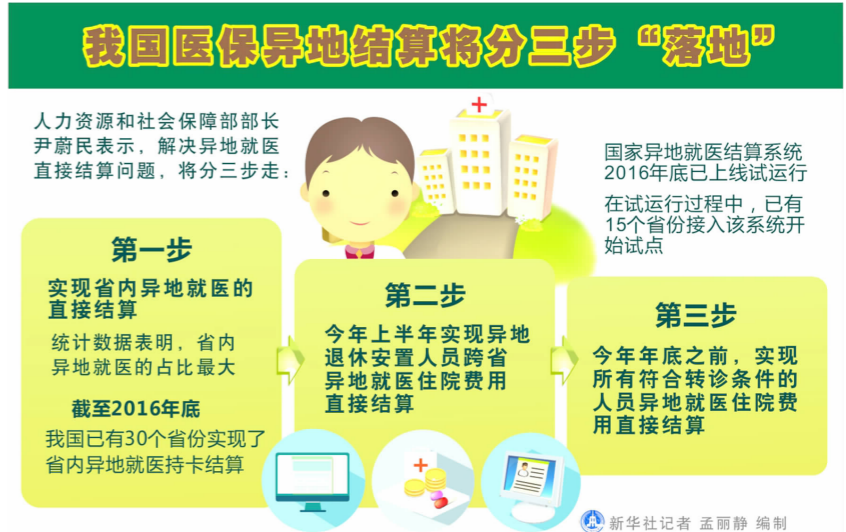 我国医保异地结算将分三步“落地”
人力资源和社会保障部部长
尹蔚民表示，解决异地就医
直接结算问题，将分三步走：
国家异地就医结算系统
2016年底已上线试运行
在试运行过程中，已有
15个省份接入该系统开
始试点
第一步
实现省内异地就医的
直接结算
统计数据表明，省内
异地就医的占比最大
截至2016年底
我国已有30个省份实现了
省内异地就医持卡结算
第二步
今年上半年实现异地
退休安置人员跨省
异地就医住院费用
直接结算
第三步
今年年底之前，实现
所有符合转诊条件的
人员异地就医住院费
用直接结算
新华社记者 孟丽静 编制